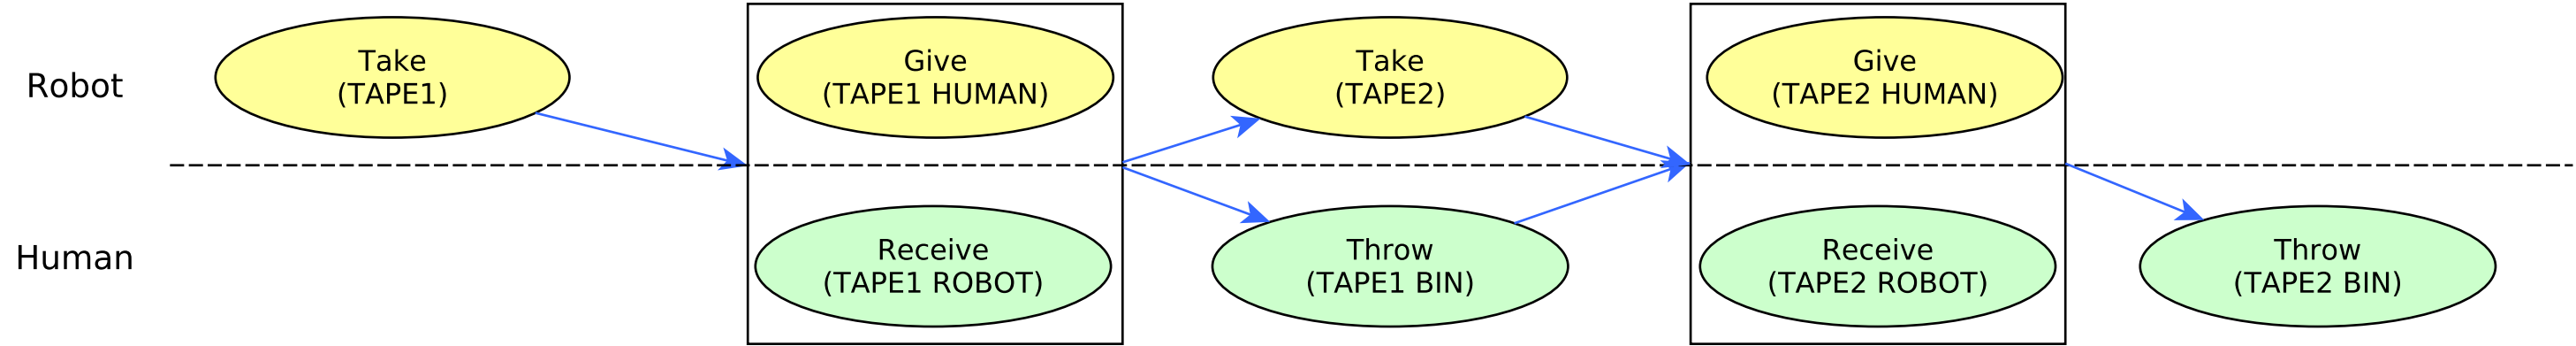 Robot
Take
(TAPE1)
Give
(TAPE1 HUMAN)
Take
(TAPE2)
Give
(TAPE2 HUMAN)
Human
Receive
(TAPE1 ROBOT)
Throw
(TAPE1 BIN)
Receive
(TAPE2 ROBOT)
Throw
(TAPE2 BIN)